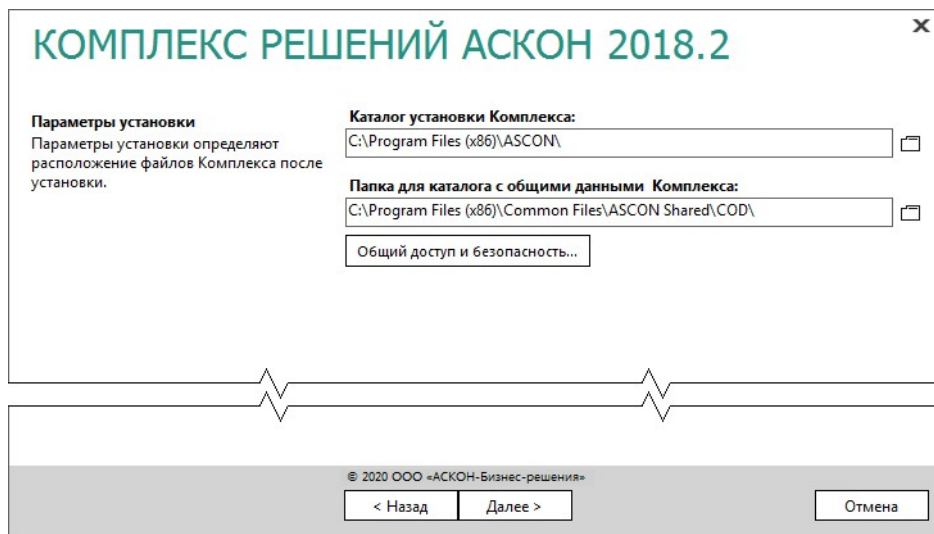 КОМПЛЕКС РЕШЕНИЙ АСКОН 2018.2
Параметры установки
Параметры установки определяют
расположение файлов Комплекса после
установки.
Каталог установки Комплекса:
C:\Program Files (x86)\ASCON\
Папка для каталога с общими данными Комплекса:
C:\Program Files (x86)\Common Files\ASCON Shared\COD\
Общий доступ и безопасность...
© 2020 ООО «АСКОН-Бизнес-решения»
< Назад
Далее >
Отмена